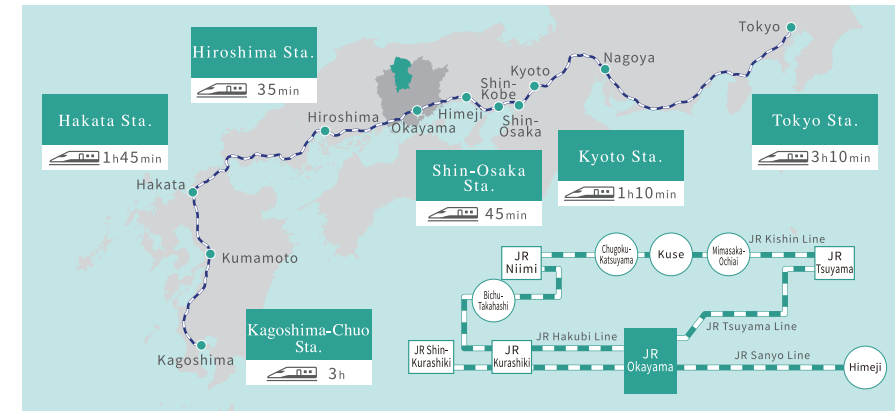 Tokyo
Hiroshima Sta.
35min
Nagoya
Kyoto
Shin-
Kobe
Himeji
Shin-
Osaka
Okayama
Hiroshima
Hakata Sta.
1h45min
Tokyo Sta.
3h10min
Kyoto Sta.
1h10min
Shin-Osaka
Sta.
45min
Hakata
Kumamoto
Kagoshima
Kagoshima-Chuo
Sta.
3h
JR
Niimi
Chugoku-
Katsuyama
Kuse
Mimasaka-
Ochiai
JR Kishin Line
JR
Tsuyama
Bichu-
Takahashi
JR Tsuyama Line
JR Hakubi Line
JR Shin-
Kurashiki
JR
Kurashiki
JR
Okayama
JR Sanyo Line
Himeji